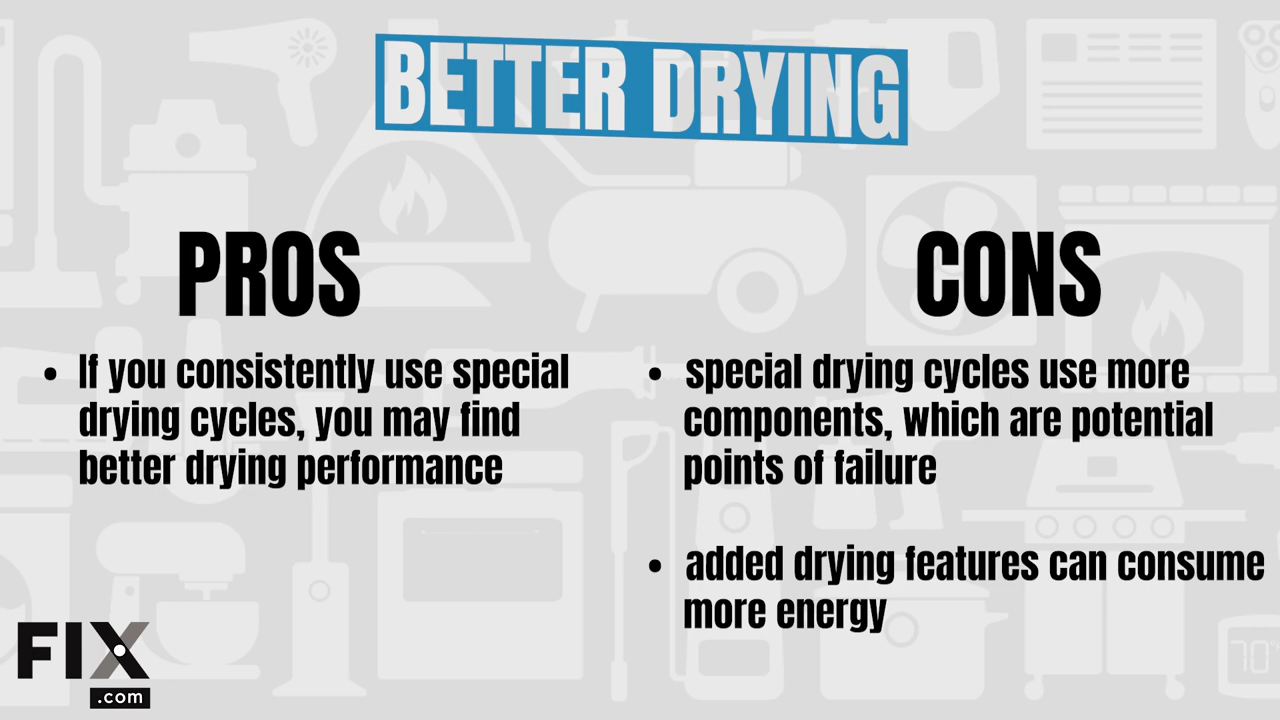 BETTER DRYING
PROS
• If you consistently use special
drying cycles, you may find
better drying performance
CONS
• special drying cycles use more
components, which are potential
points of failure
• added drying features can consume
more energy
FIX
.com
70°